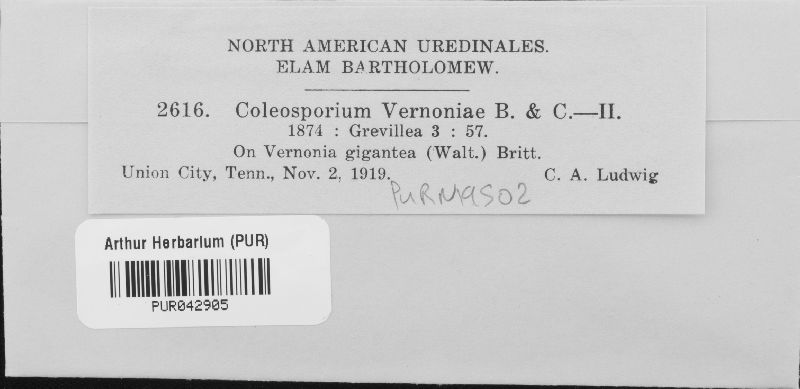 NORTH AMERICAN UREDINALES.
ELAM BARTHOLOMEW.
2616. Coleosporium Vernoniae B. & C.—II.
1874 : Grevillea 3 : 57.
On Vernonia gigantea (Walt.) Britt.
Union City, Tenn., Nov. 2, 1919. C. A. Ludwig
Arthur Herbarium (PUR)
PUR042905